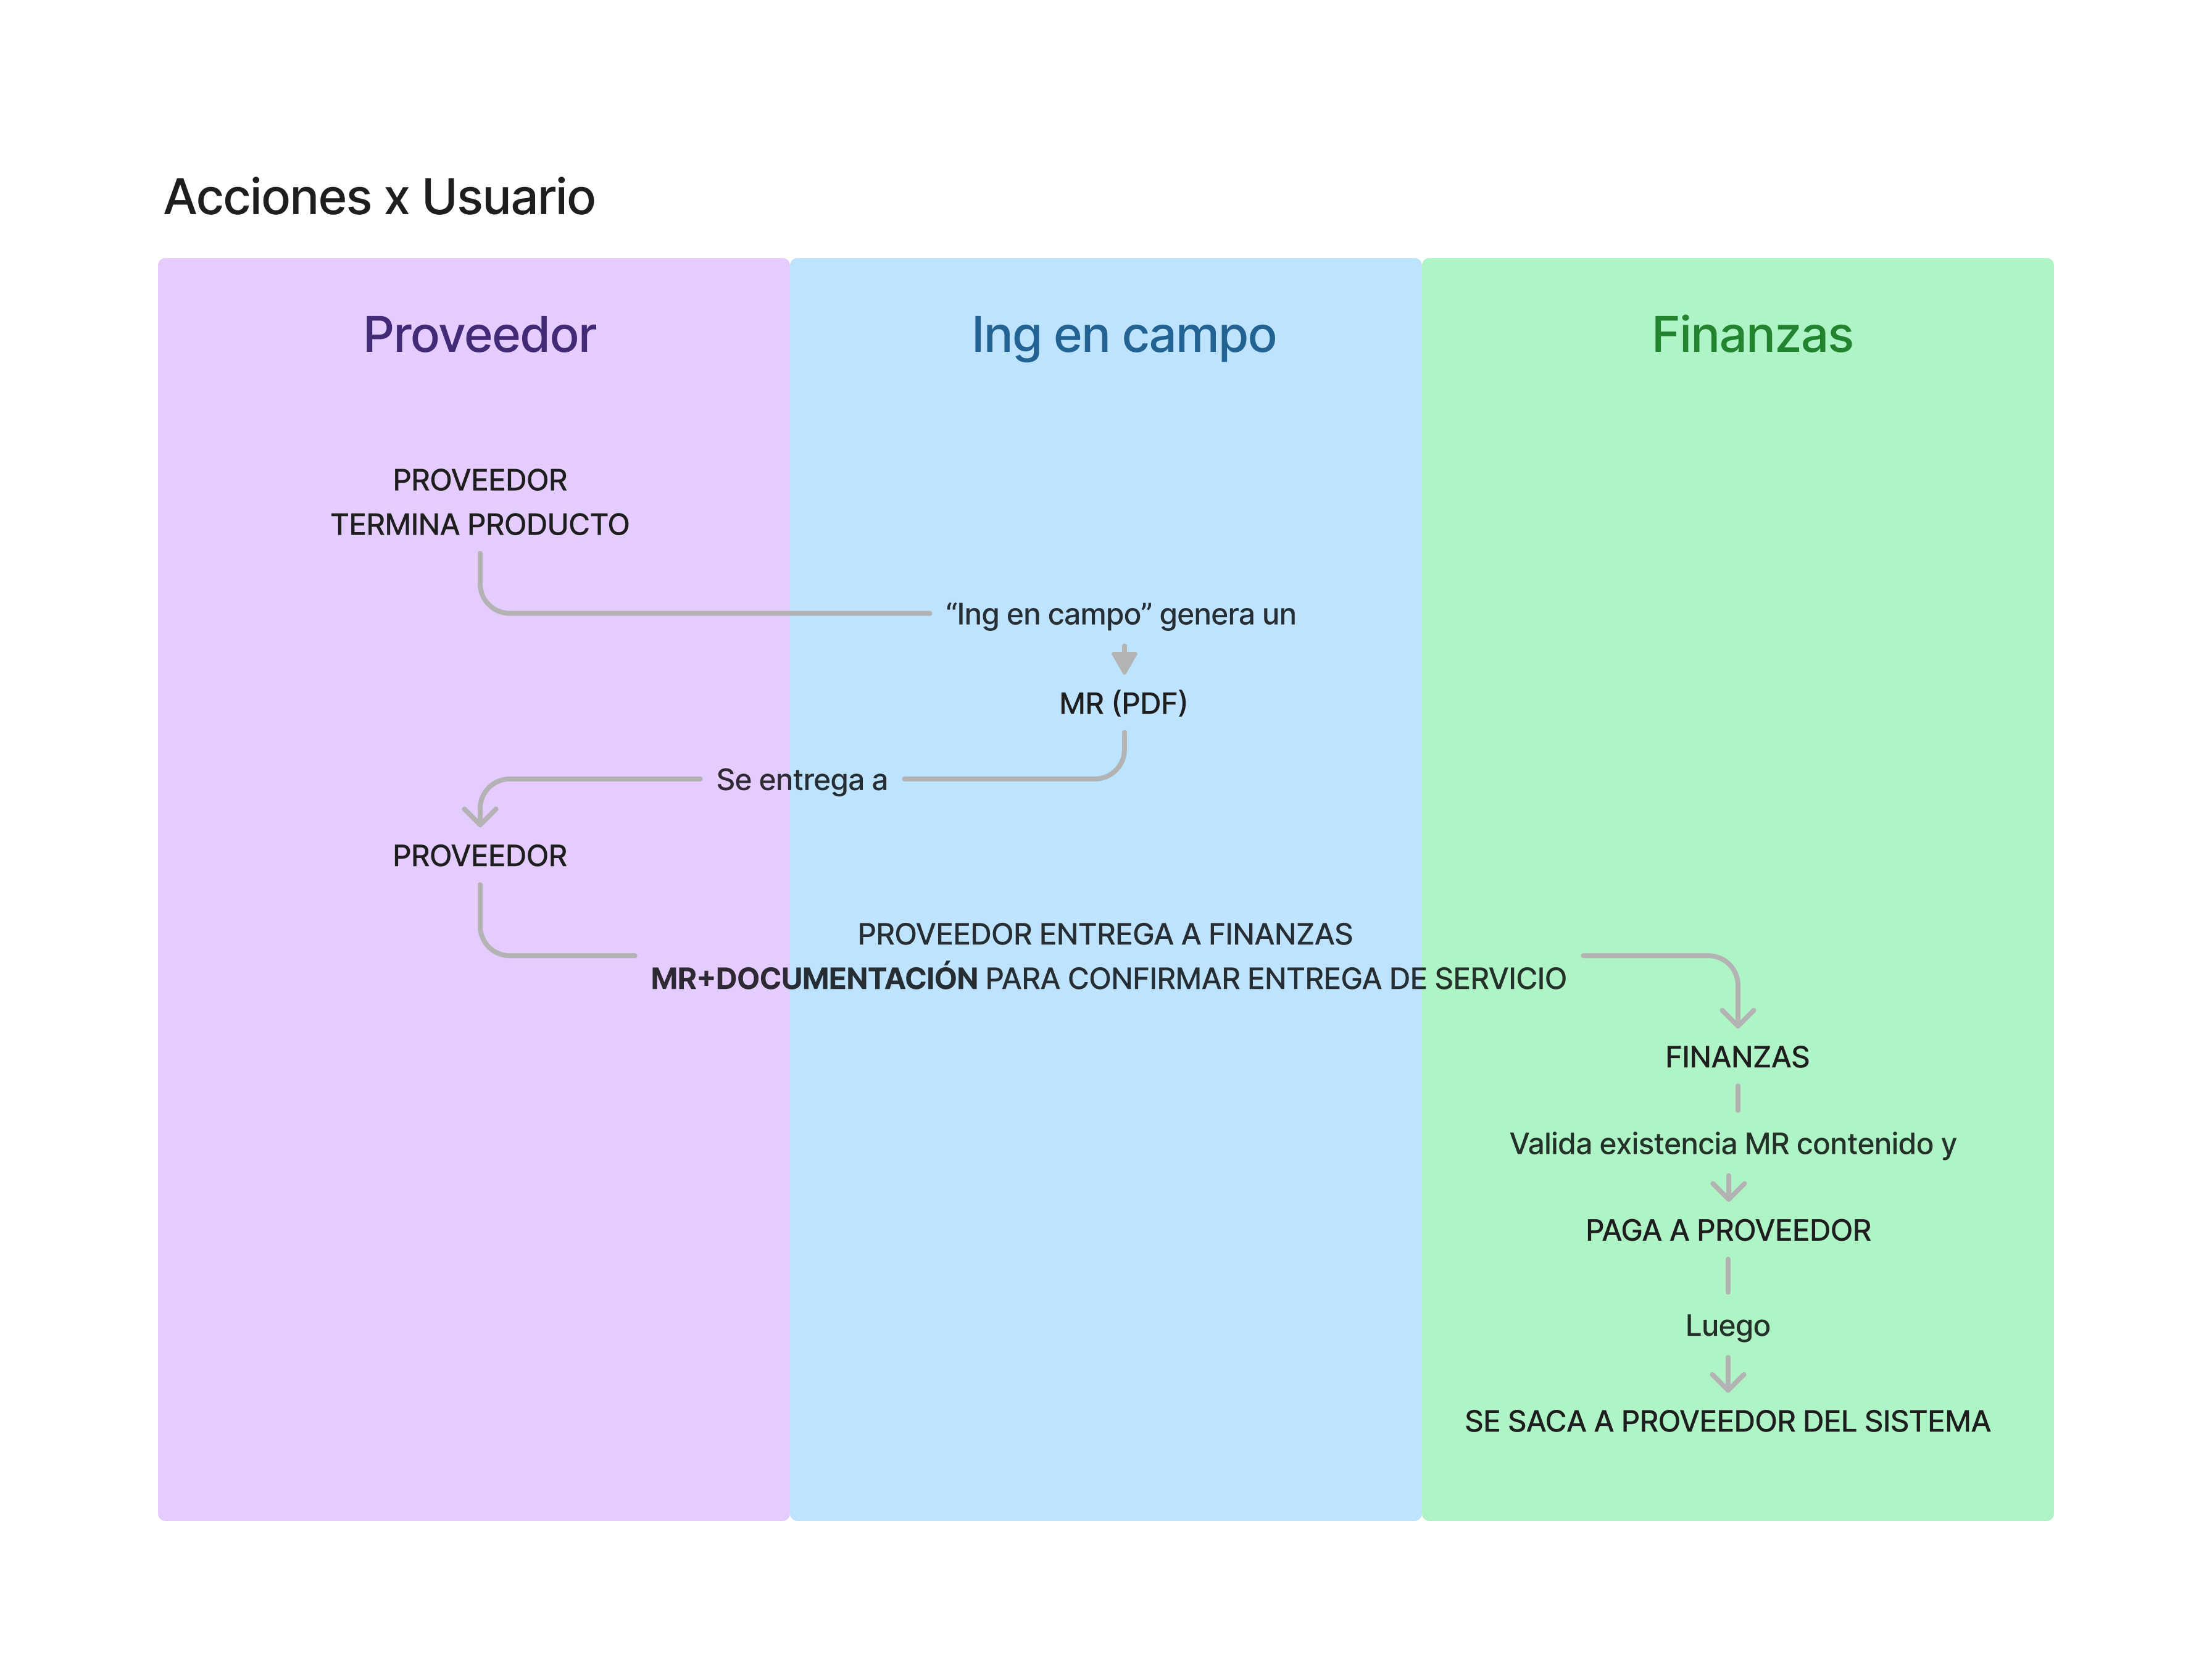 Acciones x Usuario
Proveedor
Ing en campo
Finanzas
PROVEEDOR
TERMINA PRODUCTO
“Ing en campo” genera un
MR (PDF)
Se entrega a
PROVEEDOR
PROVEEDOR ENTREGA A FINANZAS
MR+DOCUMENTACIÓN PARA CONFIRMAR ENTREGA DE SERVICIO
FINANZAS
Valida existencia MR contenido y
PAGA A PROVEEDOR
Luego
SE SACA A PROVEEDOR DEL SISTEMA